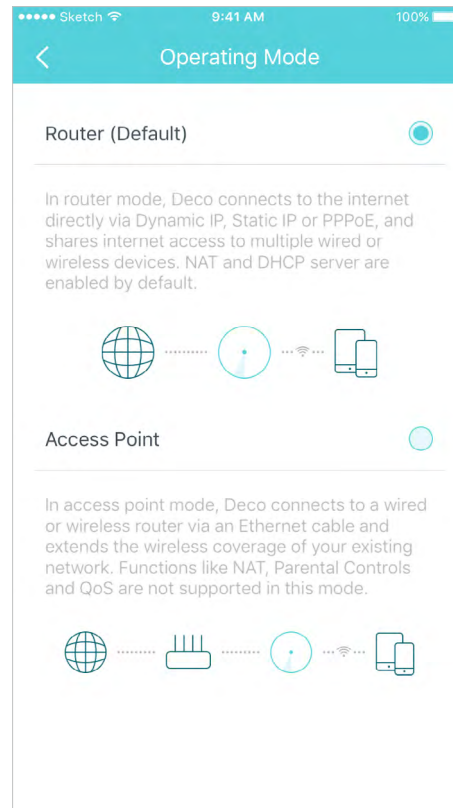 Sketch 9:41 AM 100%
Operating Mode
Router (Default)
In router mode, Deco connects to the internet
directly via Dynamic IP, Static IP or PPPoE, and
shares internet access to multiple wired or
wireless devices. NAT and DHCP server are
enabled by default.
Access Point
In access point mode, Deco connects to a wired
or wireless router via an Ethernet cable and
extends the wireless coverage of your existing
network. Functions like NAT, Parental Controls
and QoS are not supported in this mode.